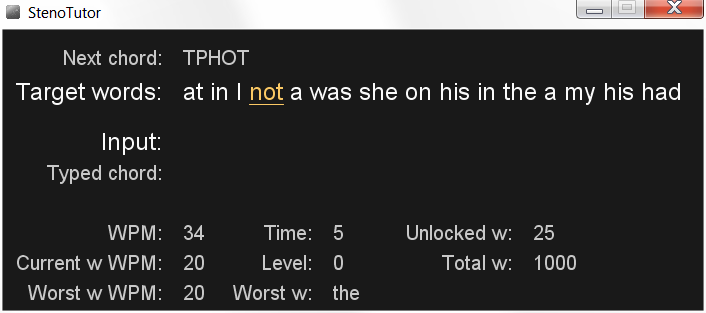 StenoTutor
Next chord: TPHOT
Target words: at in I not a was she on his in the a my his had
Input:
Typed chord:
WPM: 34 Time: 5 Unlocked w: 25
Current w WPM: 20 Level: 0 Total w: 1000
Worst w WPM: 20 Worst w: the